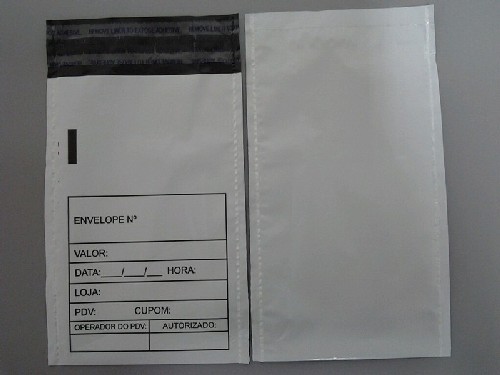 ENVELOPE Nº
VALOR:
DATA:___/___/___ HORA:
LOJA:
PDV: CUPOM:
OPERADOR DO PDV: AUTORIZADO: